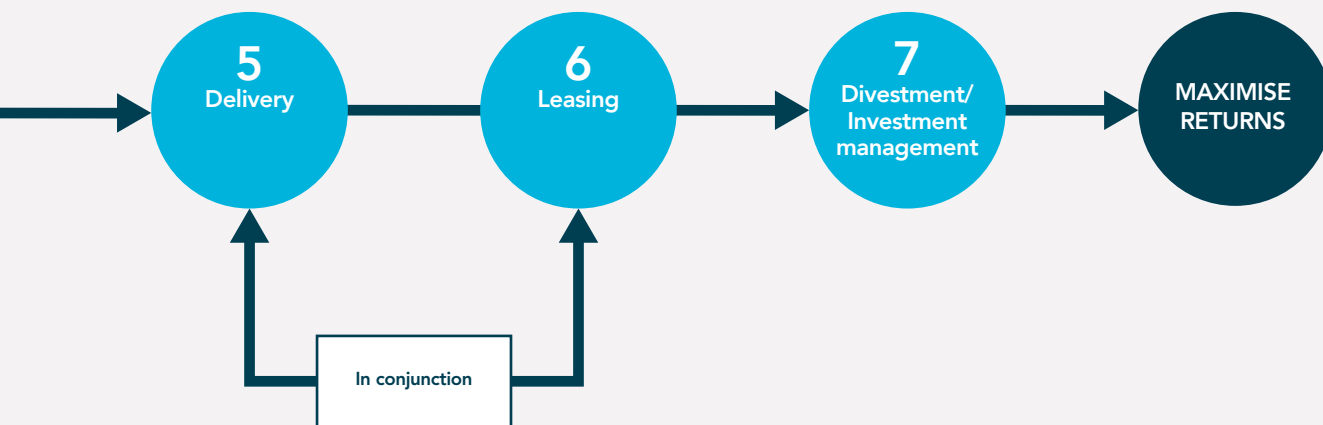 5
Delivery
6
Leasing
7
Divestment/
Investment
management
MAXIMISE
RETURNS
In conjunction